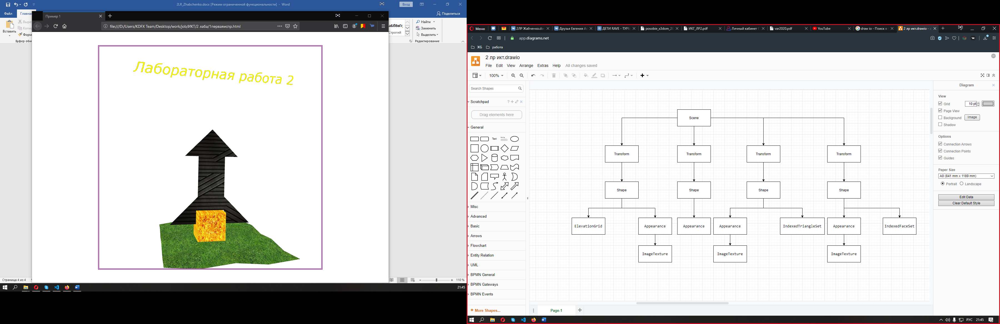 2LR_Zhabchenko.docx [Режим ограниченной функциональности] - Word
Вход
Файл
Главная
Поделиться
Пример 1
file:///D:/Users/KDFX Team/Desktop/work/job/ИКТ/2 лаба/1перваяиспр.html
Вставить
Буфер обм
Строгий
Найти
Заменить
Выделить
Редактирование
Лабораторная работа 2
Страница 4 из 4
110 %
21:45
Меню
2ЛР Жабченко.do
Друзья Евгения Ан
ДЕТИ RAVE - ТУРБ
posobie_x3dom_20
ИКГ_ЛР2.pdf
Личный кабинет
var2020.pdf
YouTube
draw io - Поиск в
2 лр икт.drawio -
app.diagrams.net
ЖБ
работа
2 лр икт.drawio
File
Edit
View
Arrange
Extras
Help
All changes saved
100%
Search Shapes
Scratchpad
Drag elements here
General
Text
Misc
Advanced
Basic
Arrows
Flowchart
Entity Relation
UML
BPMN General
BPMN Gateways
BPMN Events
+ More Shapes...
Scene
Transform
Transform
Transform
Transform
Shape
Shape
Shape
Shape
ElevationGrid
Appearance
Appearance
Appearance
IndexedTriangleSet
Appearance
IndexedFaceSet
ImageTexture
ImageTexture
ImageTexture
Page-1
Diagram
View
Grid
10 pt
Page View
Background
Image
Shadow
Options
Connection Arrows
Connection Points
Guides
Paper Size
A0 (841 mm x 1189 mm)
Portrait
Landscape
Edit Data
Clear Default Style
РУС
21:45